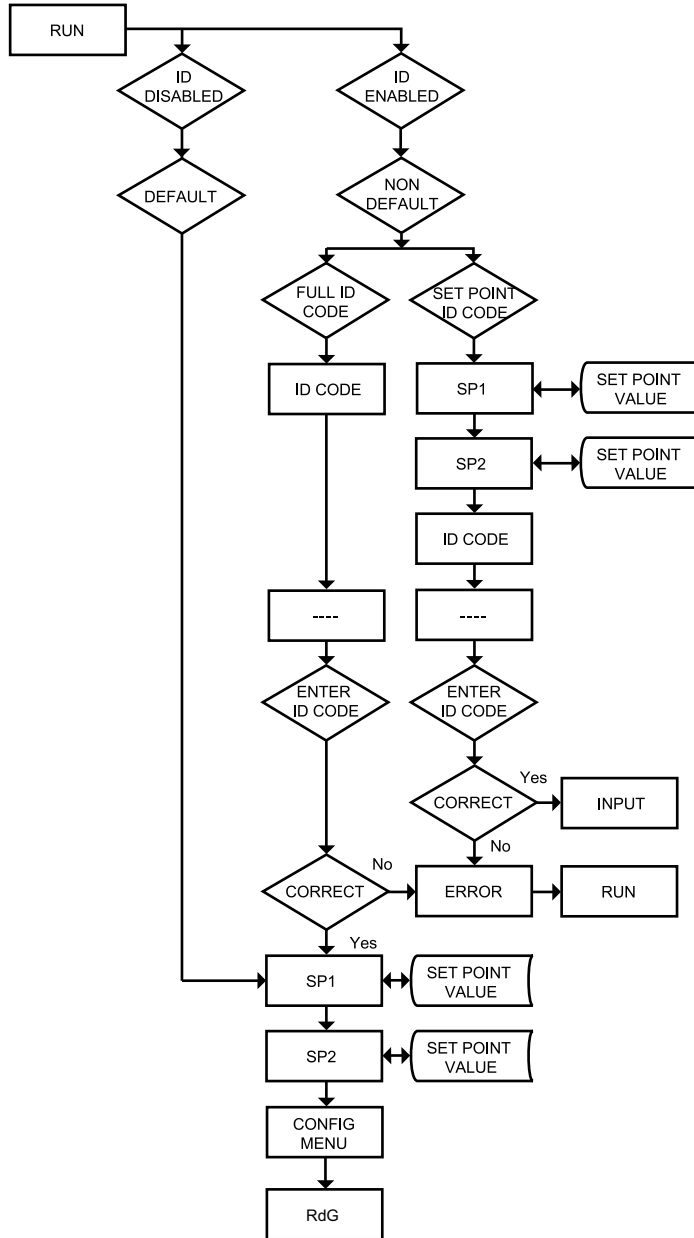 RUN
ID
DISABLED
ID
ENABLED
DEFAULT
NON
DEFAULT
FULL ID
CODE
SET POINT
ID CODE
ID CODE
SP1
SET POINT
VALUE
SP2
SET POINT
VALUE
ID CODE
----
----
ENTER
ID CODE
ENTER
ID CODE
CORRECT
Yes
INPUT
No
CORRECT
No
ERROR
RUN
Yes
SP1
SET POINT
VALUE
SP2
SET POINT
VALUE
CONFIG
MENU
RdG